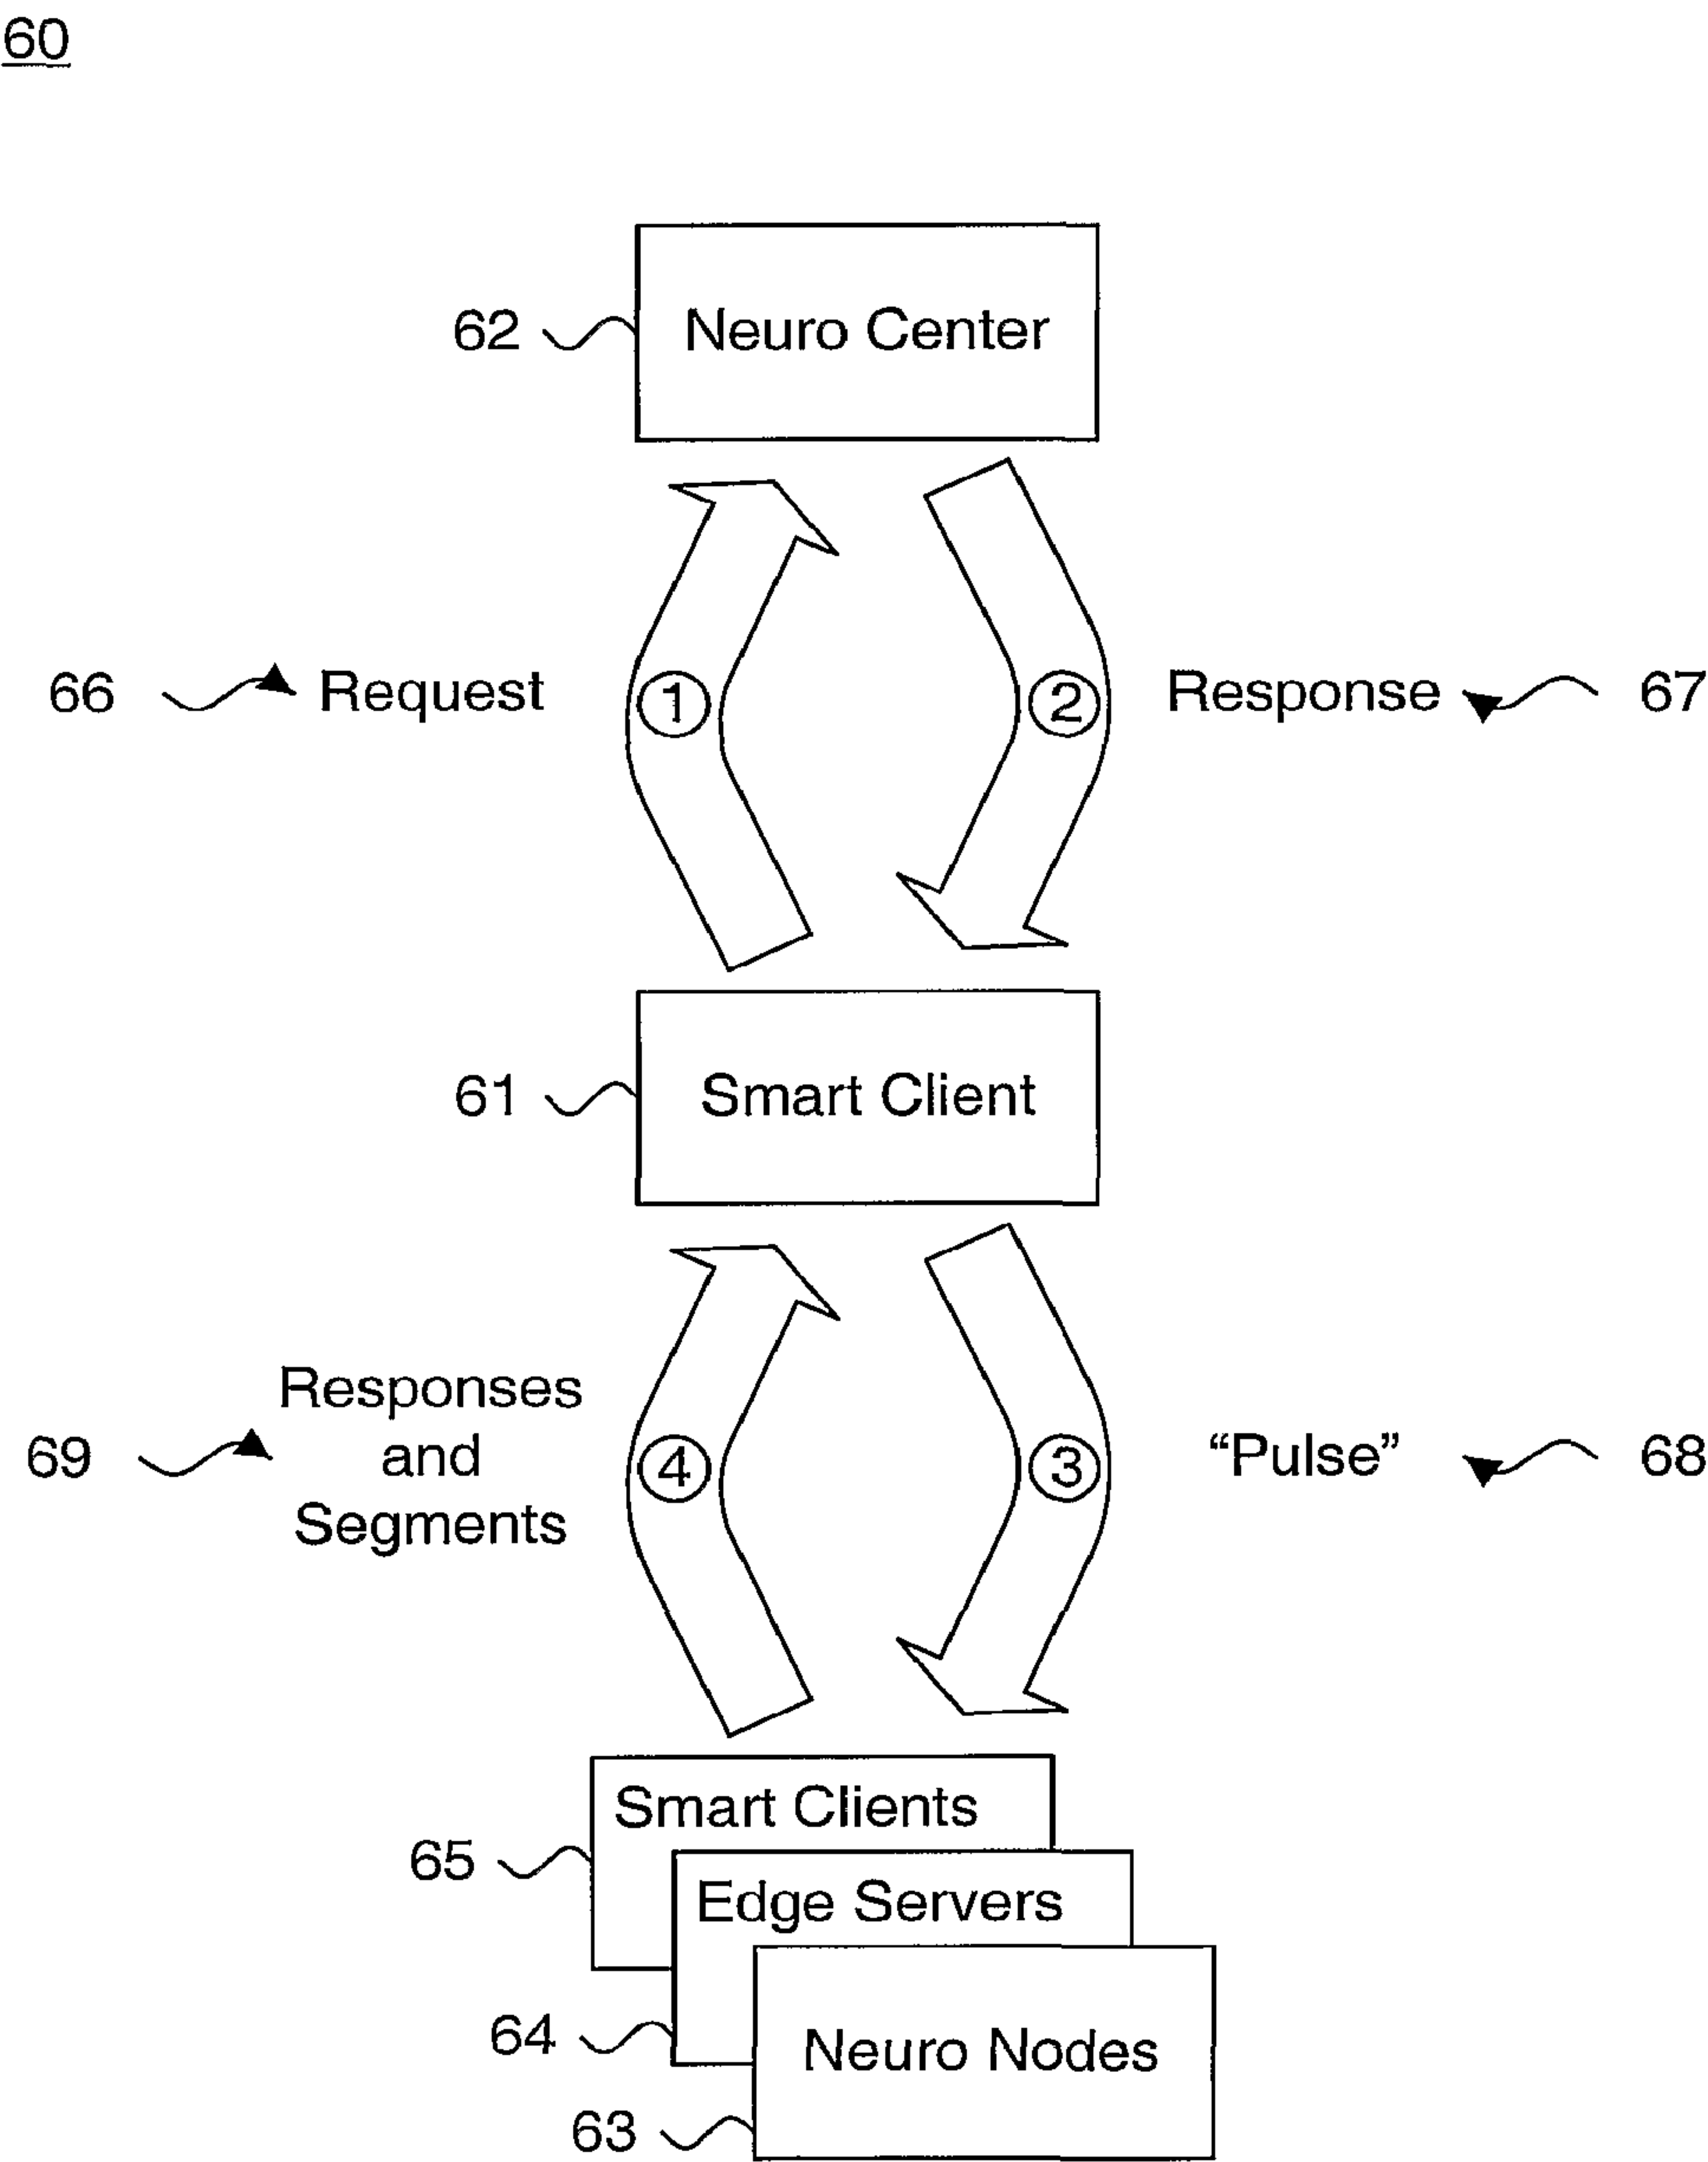 60
62 Neuro Center
66 Request 1 2 Response 67
61 Smart Client
Responses
69 and 4 3 “Pulse” 68
Segments
Smart Clients
65
Edge Servers
64 Neuro Nodes
63